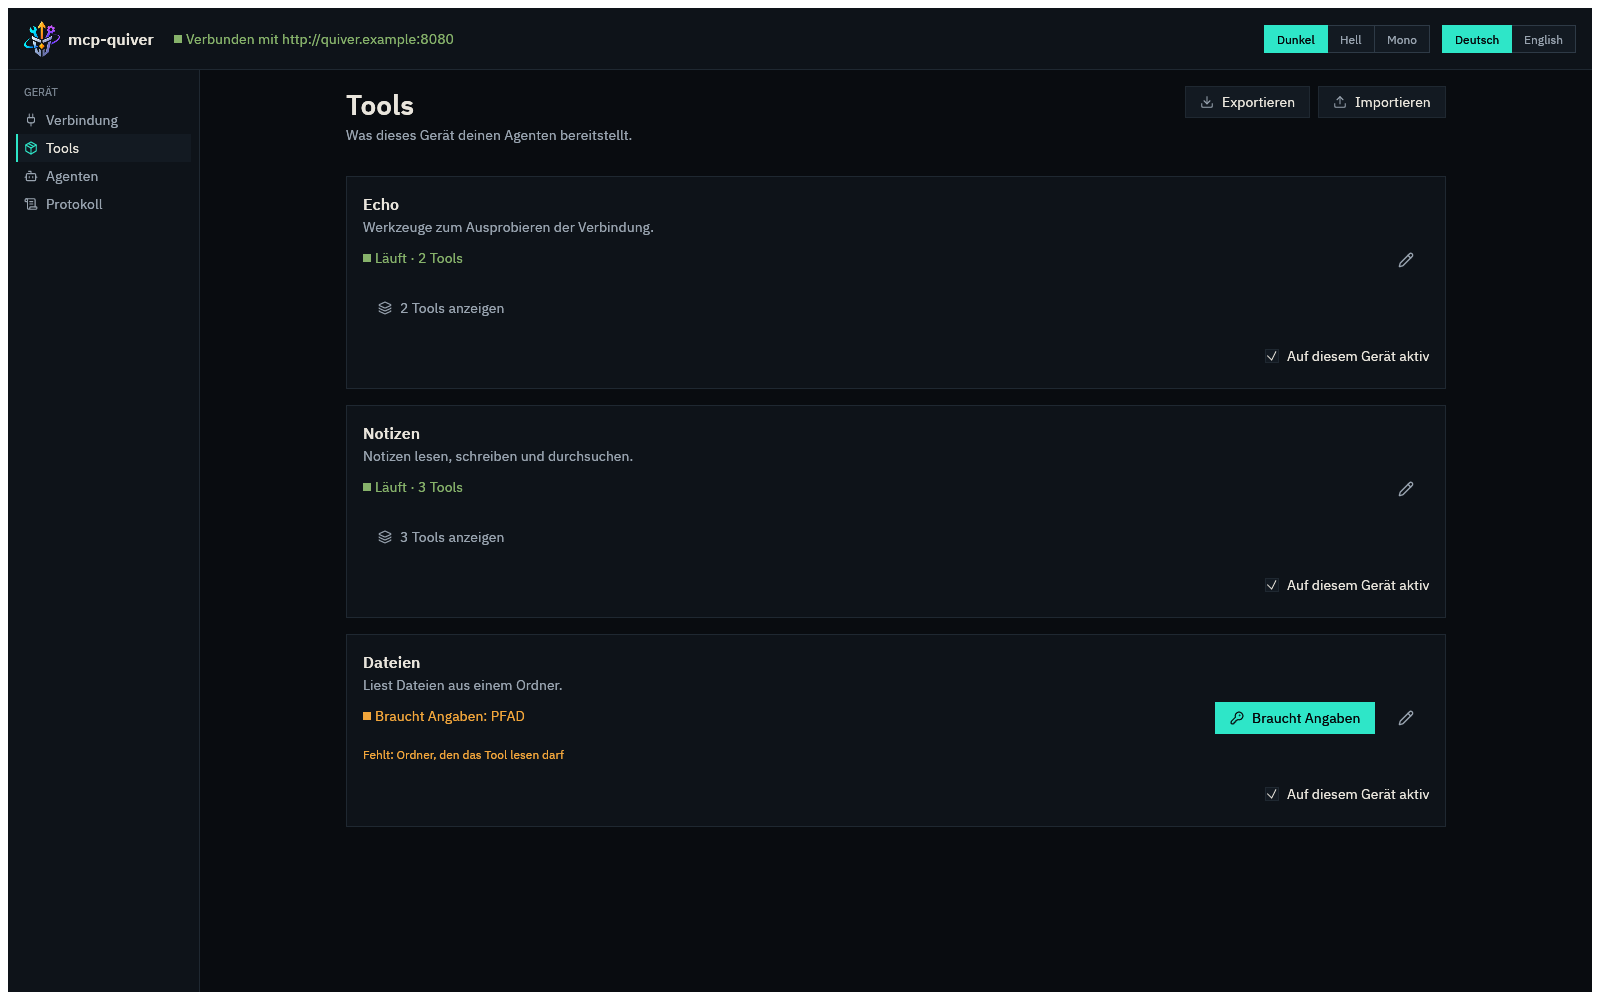 mcp-quiver
Verbunden mit http://quiver.example:8080
Dunkel
Hell
Mono
Deutsch
English
GERÄT
Verbindung
Tools
Agenten
Protokoll
Tools
Was dieses Gerät deinen Agenten bereitstellt.
Exportieren
Importieren
Echo
Werkzeuge zum Ausprobieren der Verbindung.
Läuft · 2 Tools
2 Tools anzeigen
Auf diesem Gerät aktiv
Notizen
Notizen lesen, schreiben und durchsuchen.
Läuft · 3 Tools
3 Tools anzeigen
Auf diesem Gerät aktiv
Dateien
Liest Dateien aus einem Ordner.
Braucht Angaben: PFAD
Braucht Angaben
Fehlt: Ordner, den das Tool lesen darf
Auf diesem Gerät aktiv